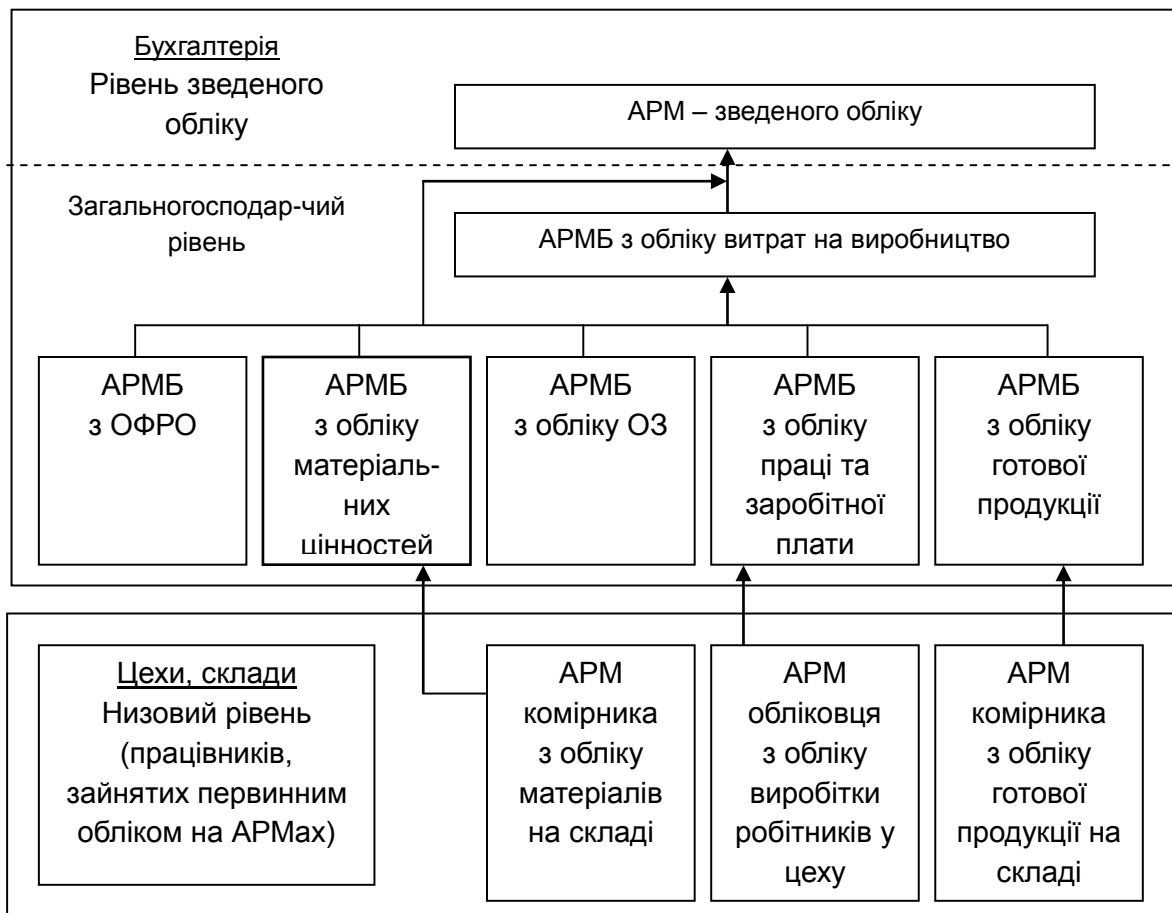 Бухгалтерія
Рівень зведеного
обліку
АРМ – зведеного обліку
Загальногосподар-чий
рівень
АРМБ з обліку витрат на виробництво
АРМБ
з ОФРО
АРМБ
з обліку
матеріаль-
них
цінностей
АРМБ
з обліку ОЗ
АРМБ
з обліку
праці та
заробітної
плати
АРМБ
з обліку
готової
продукції
Цехи, склади
Низовий рівень
(працівників,
зайнятих первинним
обліком на АРМах)
АРМ
комірника
з обліку
матеріалів
на складі
АРМ
обліковця
з обліку
виробітки
робітників у
цеху
АРМ
комірника
з обліку
готової
продукції на
складі